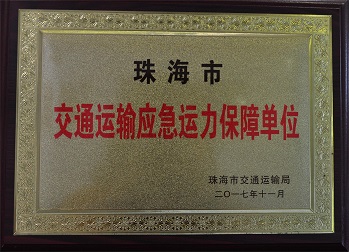 珠海市
交通运输应急运力保障单位
珠海市交通运输局
二〇一七年十一月